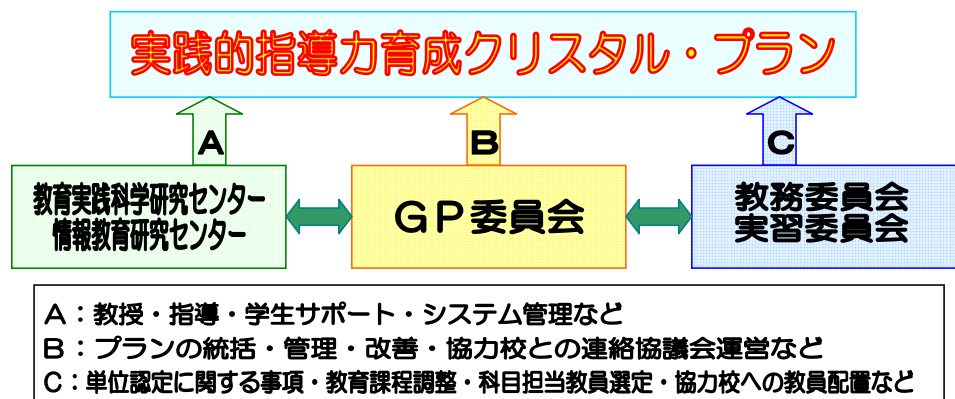 実践的指導力育成クリスタル・プラン
A
B
C
教育実践科学研究センター
情報教育研究センター
GP委員会
教務委員会
実習委員会
A：教授・指導・学生サポート・システム管理など
B：プランの統括・管理・改善・協力校との連絡協議会運営など
C：単位認定に関する事項・教育課程調整・科目担当教員選定・協力校への教員配置など